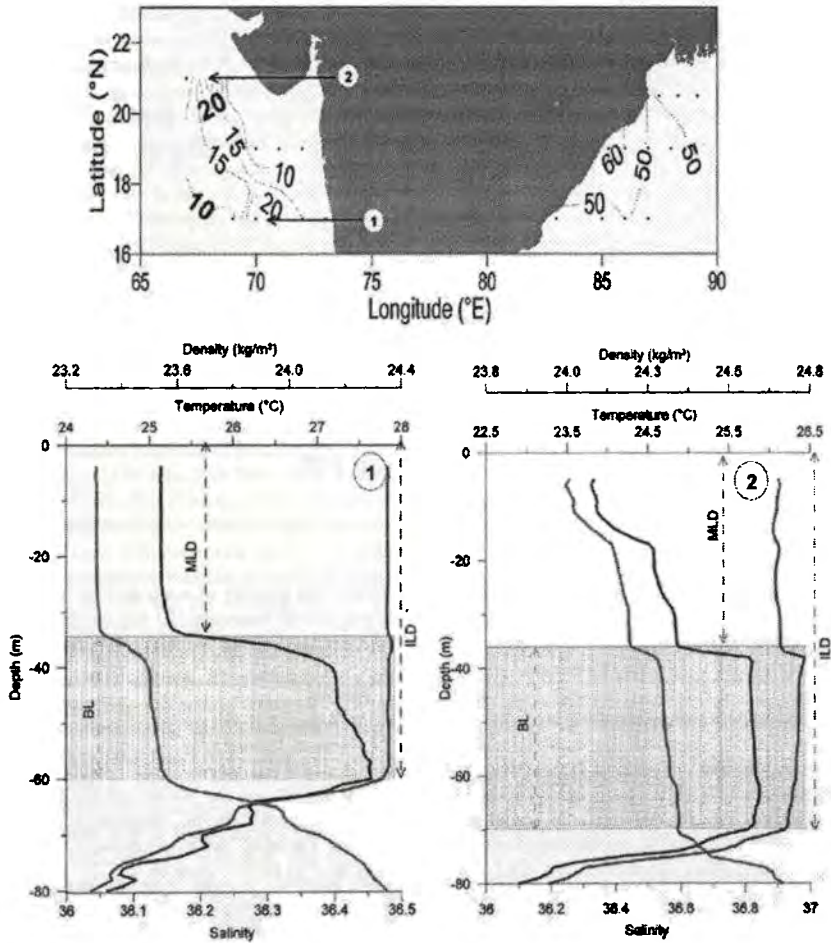 22
20
18
16
Latitude (°N)
65
70
75
80
85
90
Longitude (°E)
20
15
15
10
10
20
2
1
60
50
50
50
Density (kg/m³)
23.2 23.6 24.0 24.4
Temperature (°C)
24 25 26 27 28
0
-20
-40
-60
-80
Depth (m)
1
MLD
ILD
BL
36 36.1 36.2 36.3 36.4 36.5
Salinity
Density (kg/m³)
23.8 24.0 24.3 24.6 24.8
Temperature (°C)
22.5 23.5 24.5 25.5 26.5
0
-20
-40
-60
-80
Depth (m)
2
MLD
ILD
BL
36 36.4 36.6 36.8 37
Salinity